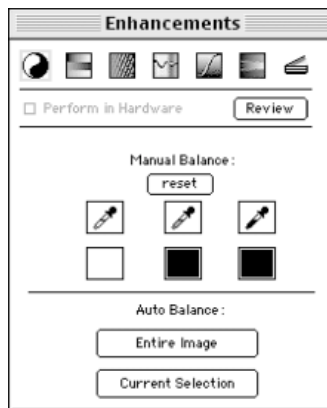 Enhancements
Perform in Hardware
Review
Manual Balance:
reset
Auto Balance:
Entire Image
Current Selection